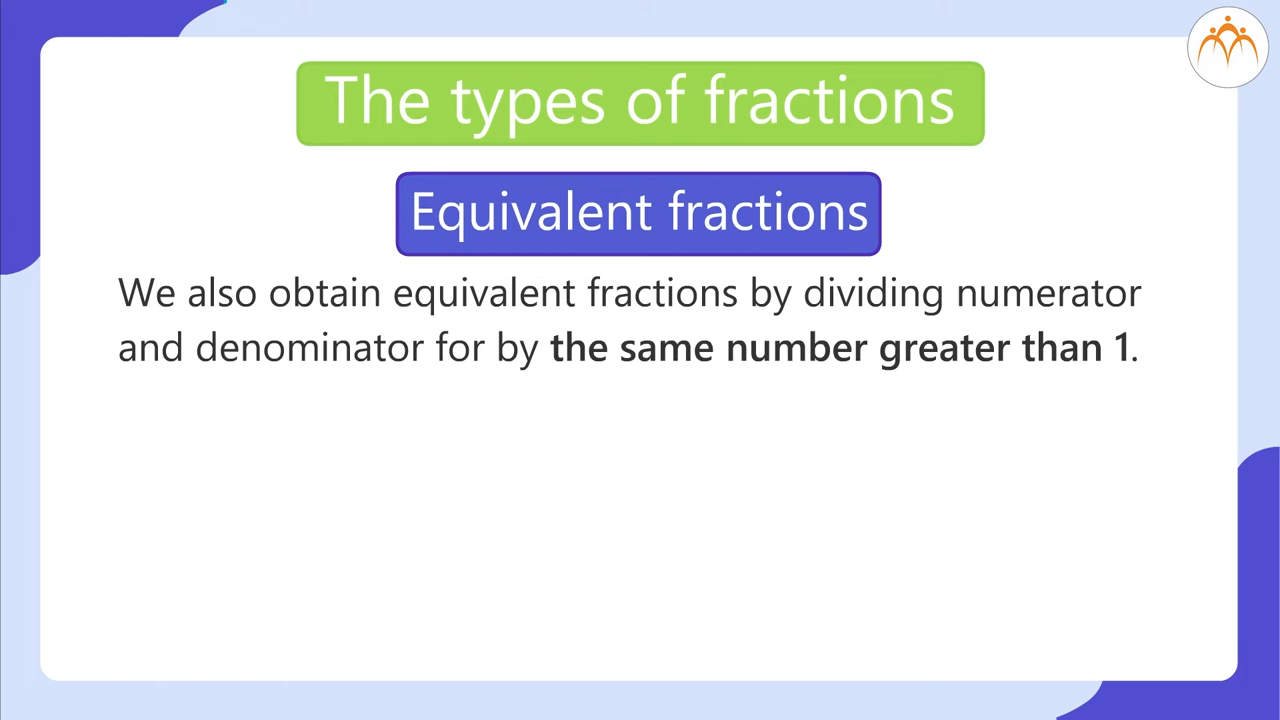 The types of fractions
Equivalent fractions
We also obtain equivalent fractions by dividing numerator
and denominator for by the same number greater than 1.